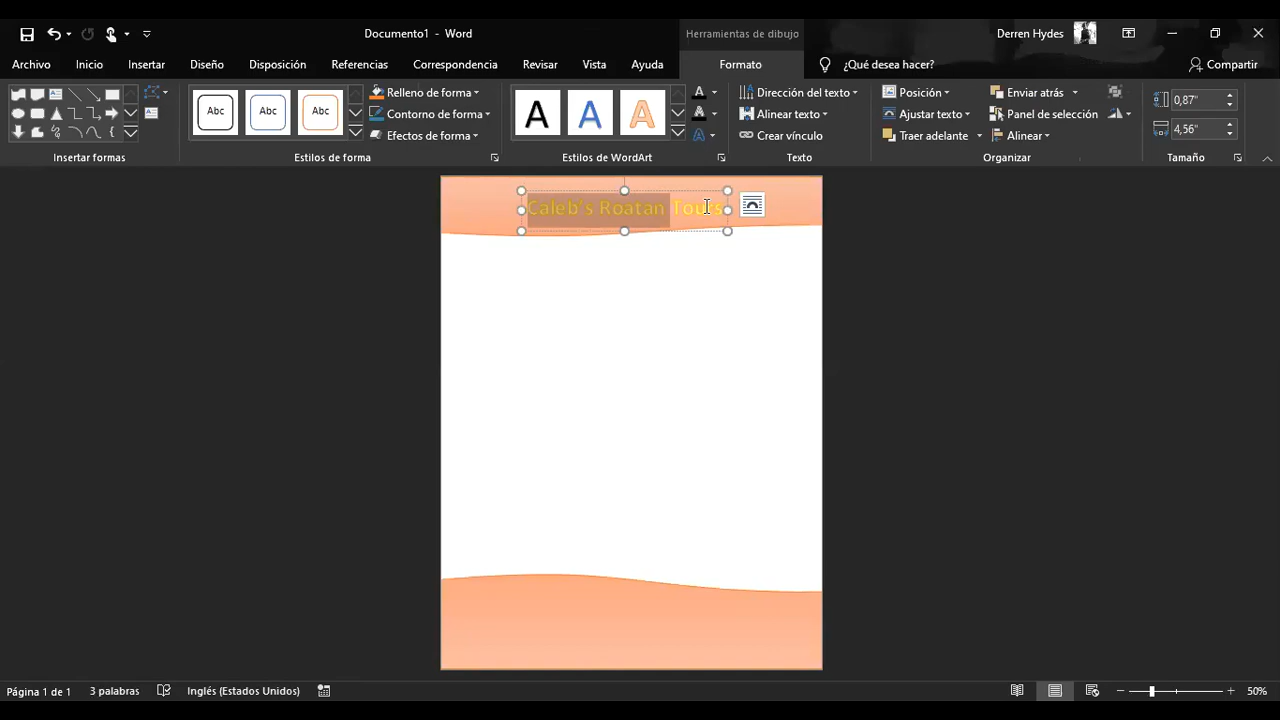 Documento1 - Word
Herramientas de dibujo
Derren Hydes
Archivo
Inicio
Insertar
Diseño
Disposición
Referencias
Correspondencia
Revisar
Vista
Ayuda
Formato
¿Qué desea hacer?
Compartir
Abc
Abc
Abc
Relleno de forma
Contorno de forma
Efectos de forma
A
A
A
A
A
A
Dirección del texto
Alinear texto
Crear vínculo
Posición
Ajustar texto
Traer adelante
Enviar atrás
Panel de selección
Alinear
0,87"
4,56"
Insertar formas
Estilos de forma
Estilos de WordArt
Texto
Organizar
Tamaño
Caleb's Roatan Tours
Página 1 de 1
3 palabras
Inglés (Estados Unidos)
50%